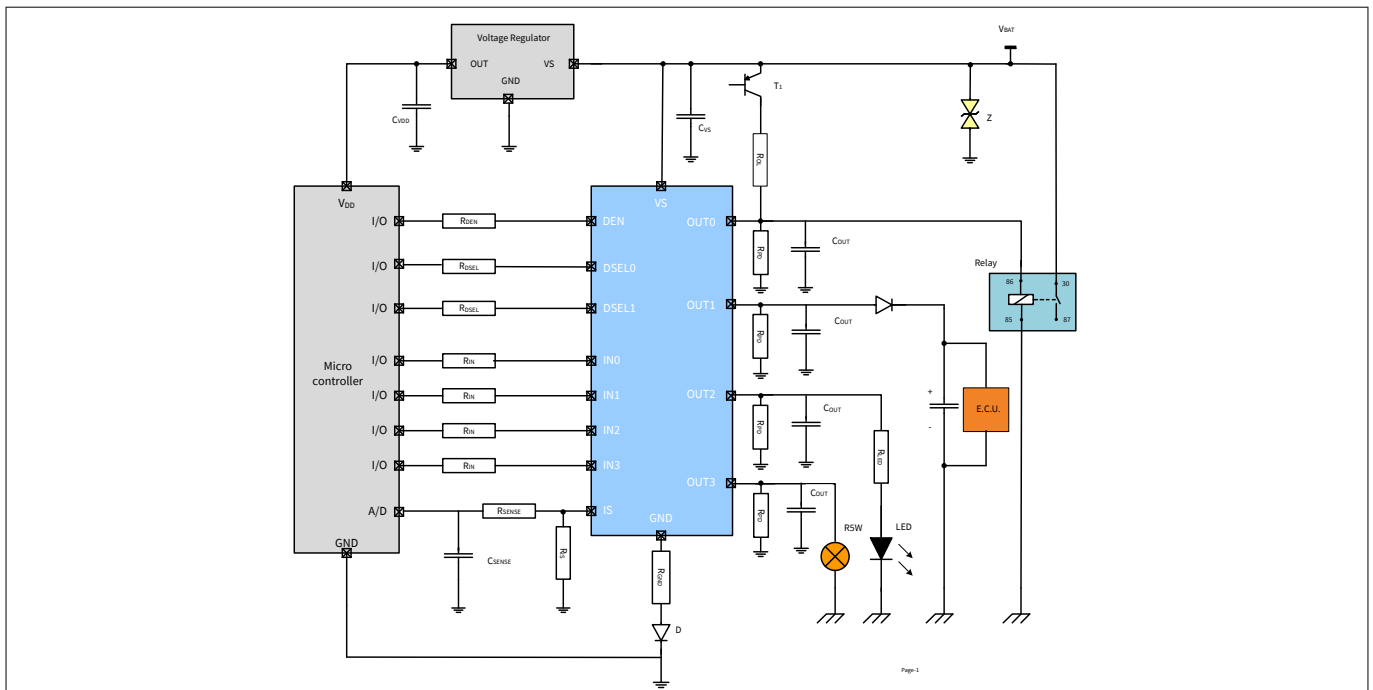 Voltage Regulator
OUT
VS
GND
VBAT
T1
CVDD
CVS
Z
ROL
VDD
VS
I/O
RDEN
DEN
OUT0
RPD
COUT
I/O
RDSEL
DSEL0
Relay
86
30
85
87
I/O
RDSEL
DSEL1
OUT1
RPD
COUT
I/O
RIN
IN0
Micro
controller
I/O
RIN
IN1
OUT2
RPD
COUT
+
-
E.C.U.
I/O
RIN
IN2
RLED
I/O
RIN
IN3
OUT3
RPD
COUT
A/D
RSENSE
IS
GND
R5W
LED
GND
CSENSE
RIS
RGND
D
Page-1